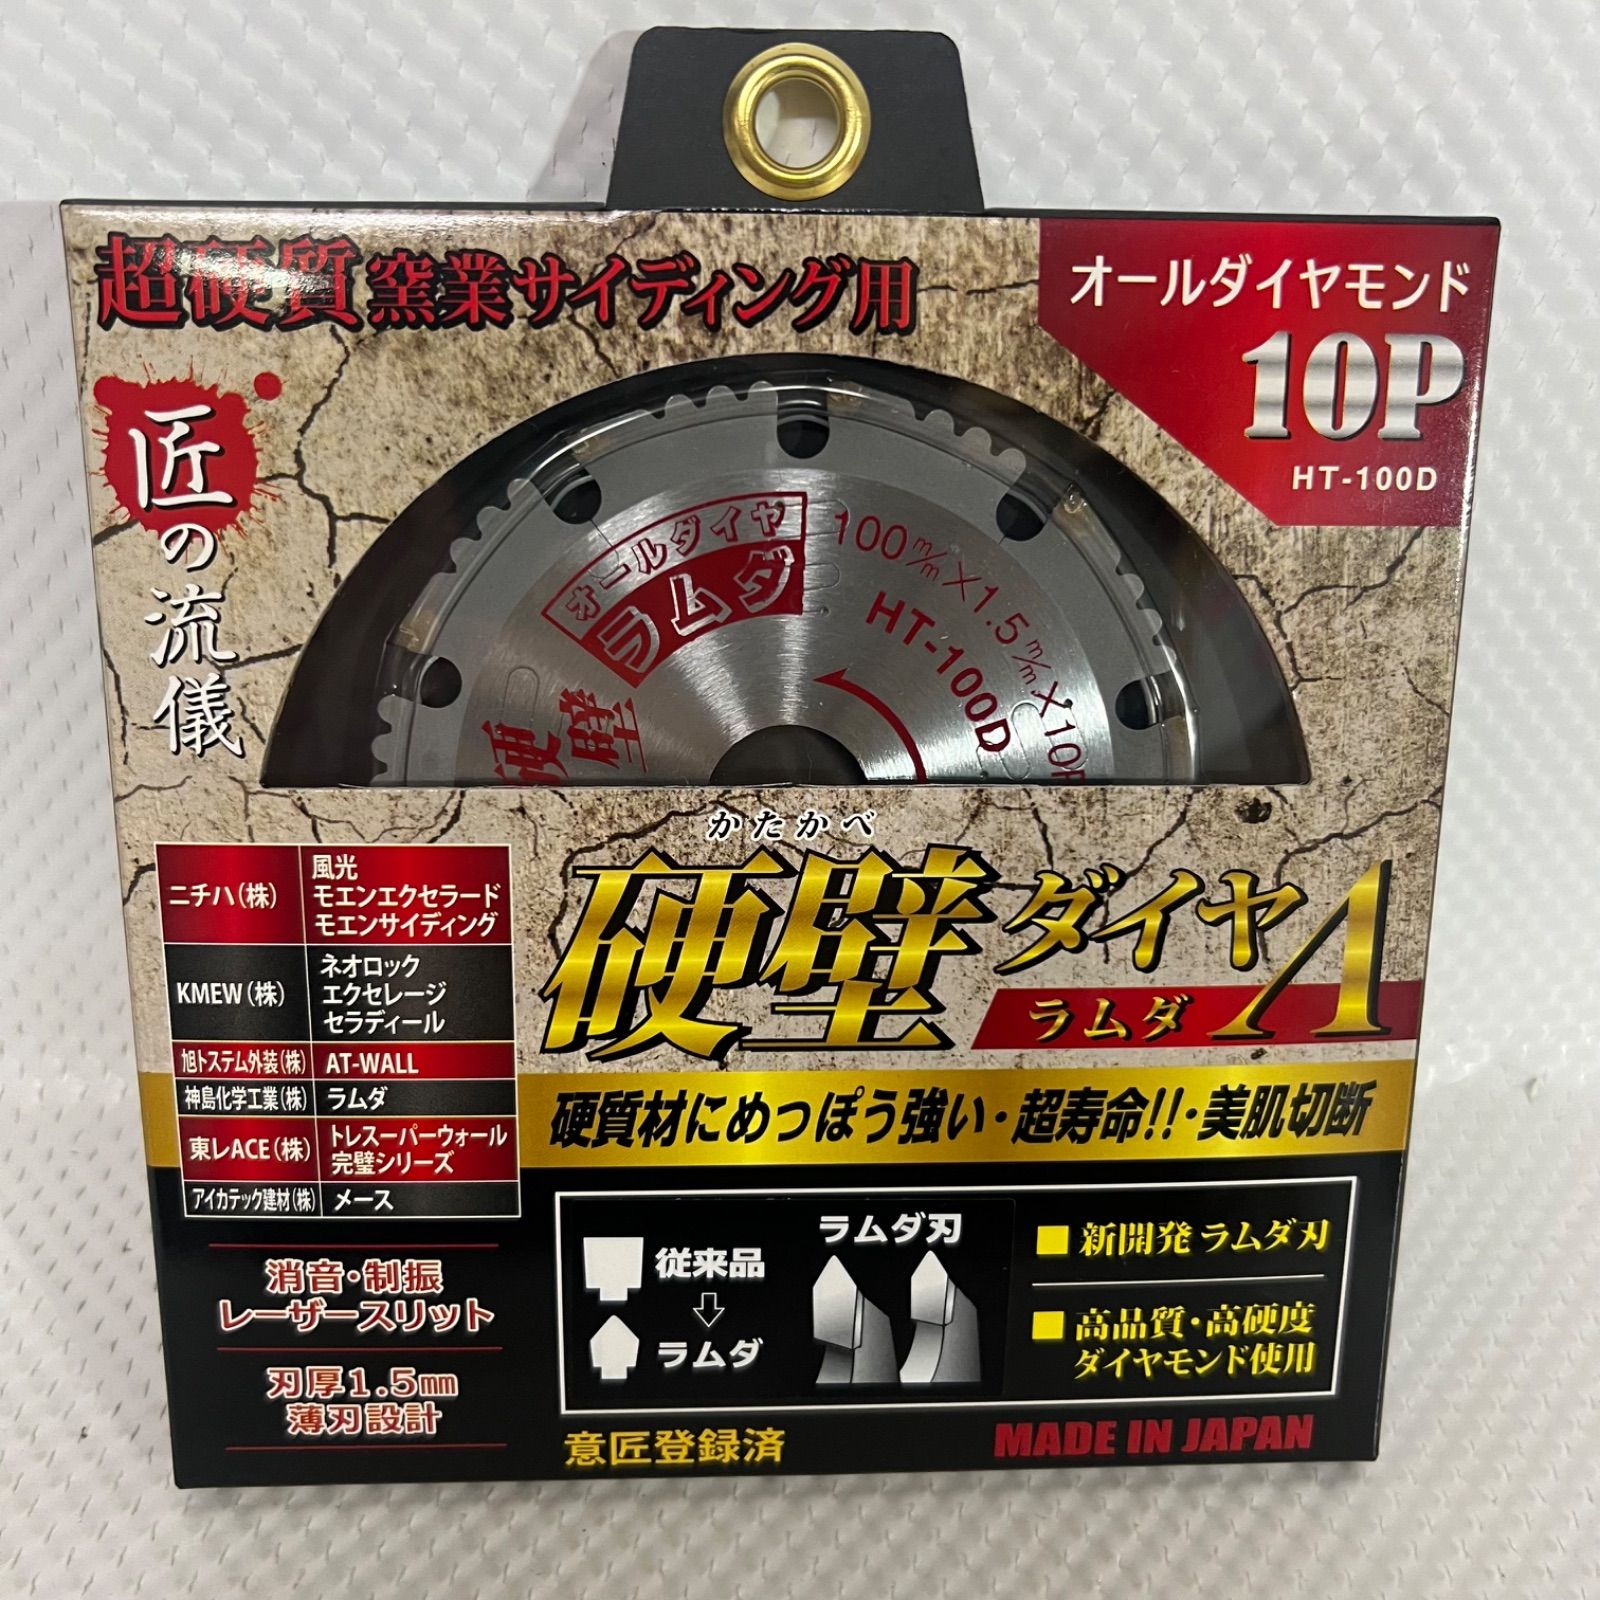 超硬質窯業サイディング用
オールダイヤモンド
10P
HT-100D
匠の流儀
オールダイヤ
ラムダ
硬壁
100m/m×1.5m/m×10P
HT-100D
かたかべ
硬壁ダイヤΛ
ラムダ
ニチハ(株)
風光
モエンエクセラード
モエンサイディング
KMEW(株)
ネオロック
エクセレージ
セラディール
旭トステム外装(株) AT-WALL
神島化学工業(株) ラムダ
東レACE(株)
トレスーパーウォール
完璧シリーズ
アイカテック建材(株) メース
硬質材にめっぽう強い・超寿命!!・美肌切断
消音・制振
レーザースリット
刃厚1.5mm
薄刃設計
従来品
ラムダ
ラムダ刃
新開発 ラムダ刃
高品質・高硬度
ダイヤモンド使用
意匠登録済
MADE IN JAPAN